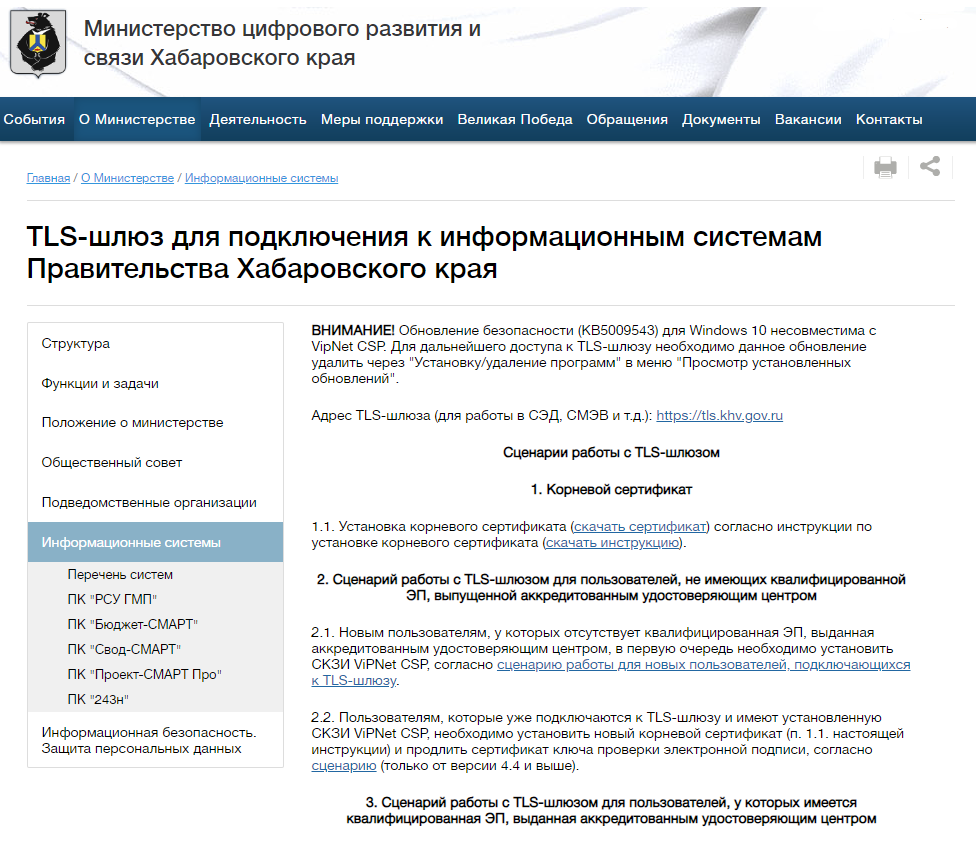 Министерство цифрового развития и
связи Хабаровского края
События О Министерстве Деятельность Меры поддержки Великая Победа Обращения Документы Вакансии Контакты
Главная / О Министерстве / Информационные системы
TLS-шлюз для подключения к информационным системам
Правительства Хабаровского края
Структура
Функции и задачи
Положение о министерстве
Общественный совет
Подведомственные организации
Информационные системы
Перечень систем
ПК "РСУ ГМП"
ПК "Бюджет-СМАРТ"
ПК "Свод-СМАРТ"
ПК "Проект-СМАРТ Про"
ПК "243н"
Информационная безопасность.
Защита персональных данных
ВНИМАНИЕ! Обновление безопасности (KB5009543) для Windows 10 несовместима с
VipNet CSP. Для дальнейшего доступа к TLS-шлюзу необходимо данное обновление
удалить через "Установку/удаление программ" в меню "Просмотр установленных
обновлений".
Адрес TLS-шлюза (для работы в СЭД, СМЭВ и т.д.): https://tls.khv.gov.ru
Сценарии работы с TLS-шлюзом
1. Корневой сертификат
1.1. Установка корневого сертификата (скачать сертификат) согласно инструкции по
установке корневого сертификата (скачать инструкцию).
2. Сценарий работы с TLS-шлюзом для пользователей, не имеющих квалифицированной
ЭП, выпущенной аккредитованным удостоверяющим центром
2.1. Новым пользователям, у которых отсутствует квалифицированная ЭП, выданная
аккредитованным удостоверяющим центром, в первую очередь необходимо установить
СКЗИ ViPNet CSP, согласно сценарию работы для новых пользователей, подключающихся
к TLS-шлюзу.
2.2. Пользователям, которые уже подключаются к TLS-шлюзу и имеют установленную
СКЗИ ViPNet CSP, необходимо установить новый корневой сертификат (п. 1.1. настоящей
инструкции) и продлить сертификат ключа проверки электронной подписи, согласно
сценарию (только от версии 4.4 и выше).
3. Сценарий работы с TLS-шлюзом для пользователей, у которых имеется
квалифицированная ЭП, выданная аккредитованным удостоверяющим центром